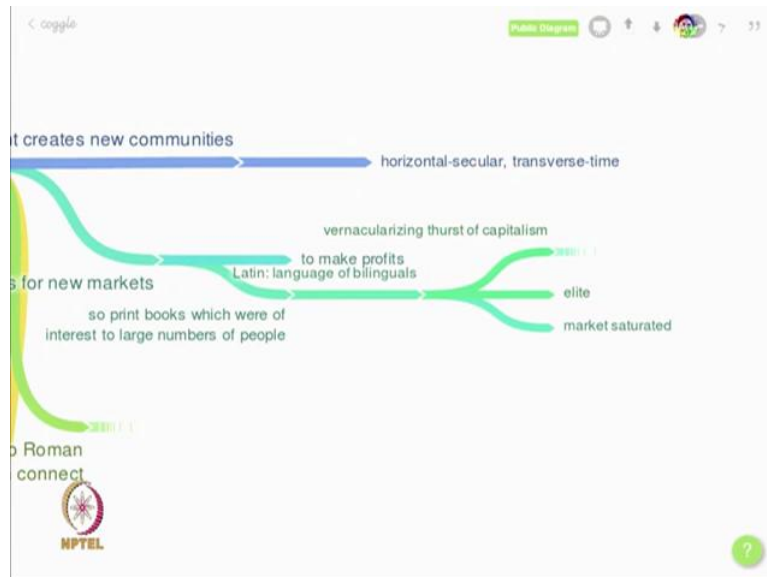 < coggle
Public Diagram
?
t creates new communities
horizontal-secular, transverse-time
vernacularizing thurst of capitalism
to make profits
Latin: language of bilinguals
s for new markets
elite
so print books which were of
interest to large numbers of people
market saturated
o Roman
connect
NPTEL
?